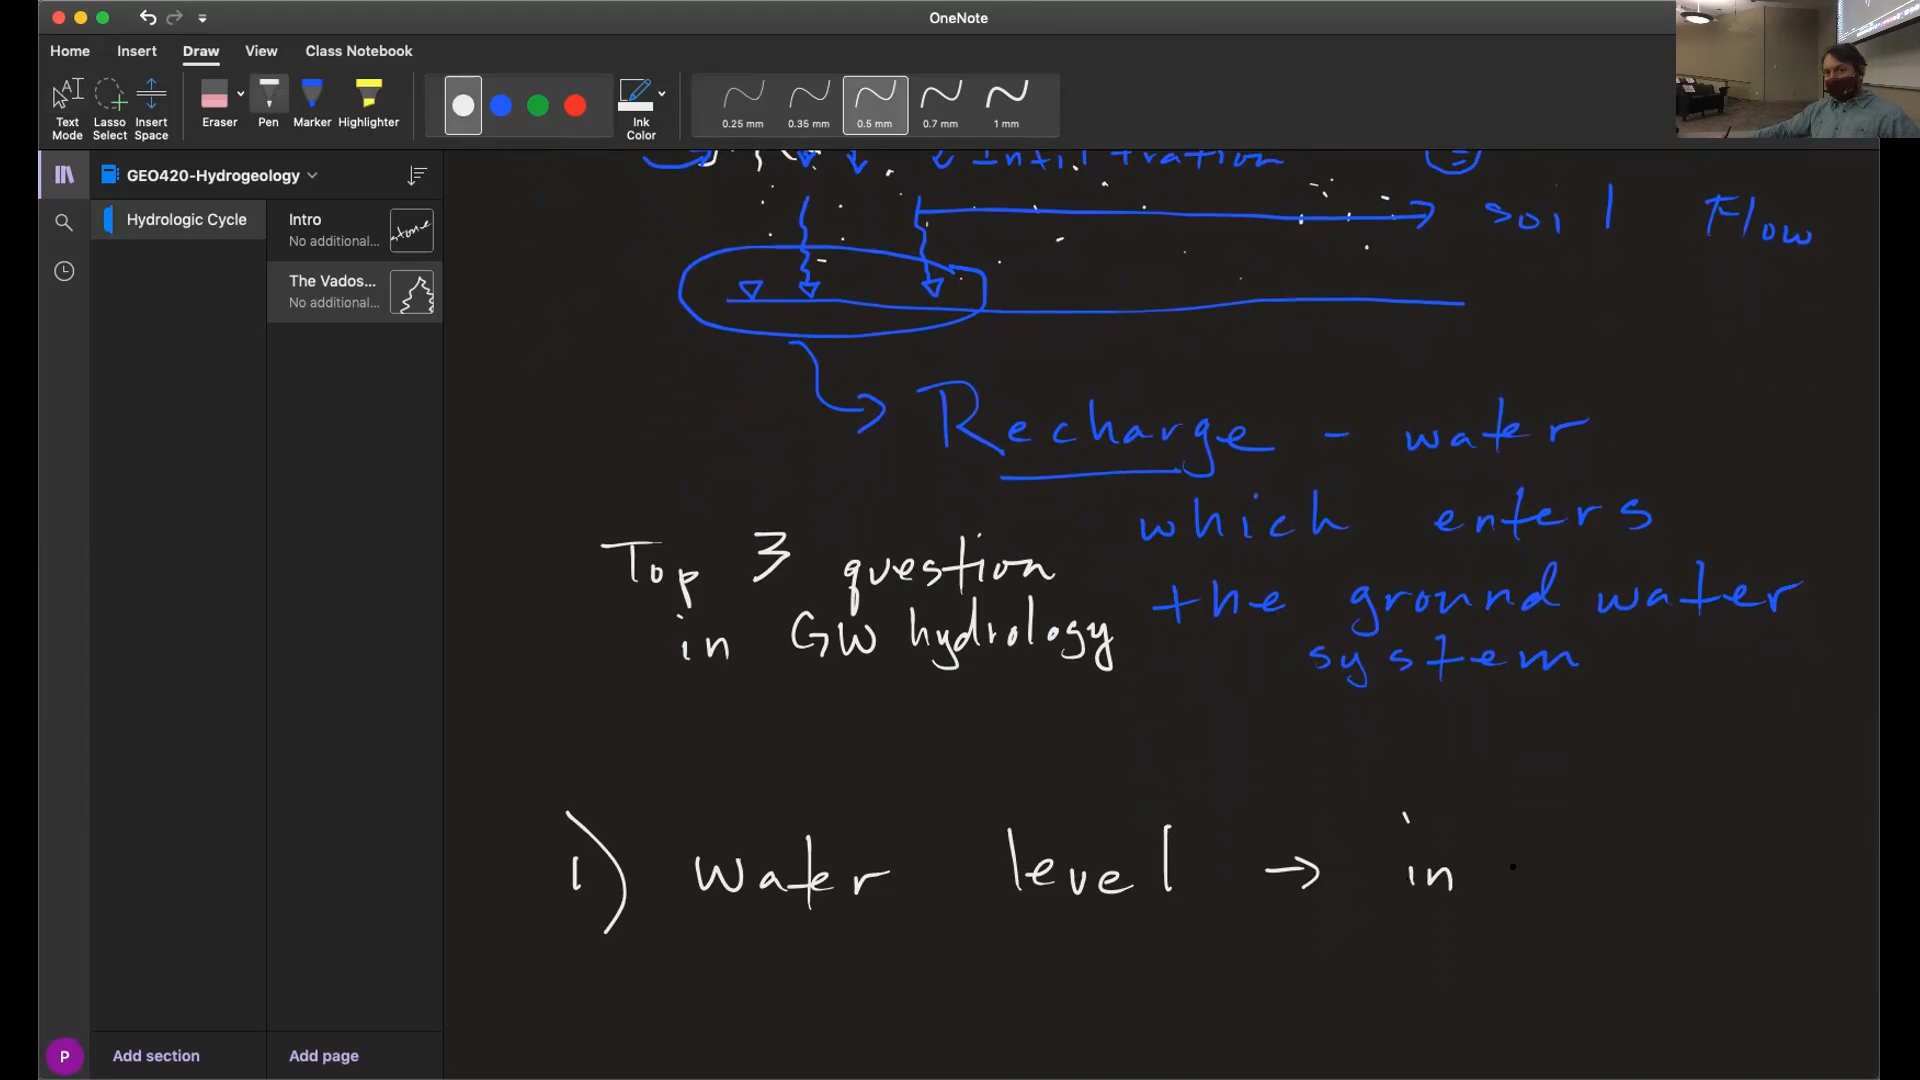 OneNote
Home Insert Draw View Class Notebook
Text Mode
Lasso Select
Insert Space
Eraser
Pen
Marker
Highlighter
Ink Color
0.25 mm
0.35 mm
0.5 mm
0.7 mm
1 mm
GEO420-Hydrogeology
Hydrologic Cycle
Intro
No additional...
The Vados...
No additional...
Infiltration
soil Flow
Recharge - water
which enters
the ground water
system
Top 3 question
in GW hydrology
1) Water level → in
P
Add section
Add page